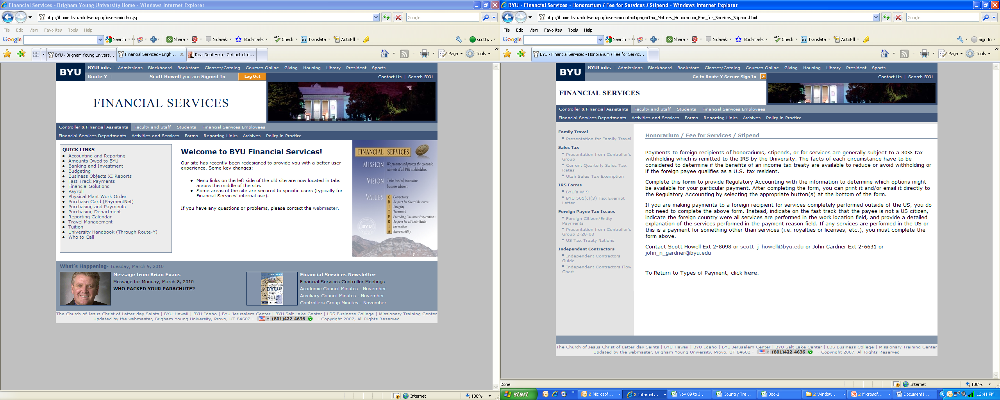 Financial Services - Brigham Young University Home - Windows Internet Explorer
http://home.byu.edu/webapp/finserve/index.jsp
Google
File Edit View Favorites Tools Help
Google Search Share Sidewiki Bookmarks Check Translate AutoFill scottj...
BYU - Brigham Young Univers... Financial Services - Brigh... Real Debt Help - Get out of d... Page Tools
BYU BYULinks | Admissions Blackboard Bookstore Classes/Catalog Courses Online Giving Housing Library President Sports
Route Y | Scott Howell you are Signed In Log Out Contact Us | Search BYU
FINANCIAL SERVICES
Controller & Financial Assistants Faculty and Staff Students Financial Services Employees
Financial Services Departments Activities and Services Forms Reporting Links Archives Policy in Practice
QUICK LINKS
Accounting and Reporting
Amounts Owed to BYU
Banking and Investment
Budgeting
Business Objects XI Reports
Fast Track Payments
Financial Solutions
Payroll
Physical Plant Work Order
Purchase Card (PaymentNet)
Purchasing and Payments
Purchasing Department
Reporting Calendar
Travel Management
Tuition
University Handbook (Through Route-Y)
Who to Call
Welcome to BYU Financial Services!
Our site has recently been redesigned to provide you with a better user
experience. Some key changes:
Menu links on the left side of the old site are now located in tabs
across the middle of the site.
Some areas of the site are secured to specific users (typically for
Financial Services' internal use).
If you have any questions or problems, please contact the webmaster.
FINANCIAL SERVICES
MISSION We promote and protect the economic
interests of all BYU stakeholders.
VISION To be trusted, innovative
business advisors.
VALUES
CRITERIA
Competency
Respect for Sacred Resources
Integrity
Teamwork
Exceeding Customer Expectations
Respect for all Individuals
Innovation
Accountability
BYU
What's Happening- Tuesday, March 9, 2010
Message from Brian Evans
Message for Monday, March 8, 2010
WHO PACKED YOUR PARACHUTE?
BYU
Financial Services Newsletter
Financial Services Controller Meetings
Academic Council Minutes - November
Auxiliary Council Minutes - November
Controllers Group Minutes - November
The Church of Jesus Christ of Latter-day Saints | BYU-Hawaii | BYU-Idaho | BYU Jerusalem Center | BYU Salt Lake Center | LDS Business College | Missionary Training Center
Updated by the webmaster, Brigham Young University, Provo, UT 84602 - (801)422-4636 - Copyright 2007, All Rights Reserved
Internet 100%
BYU - Financial Services - Honorarium / Fee for Services / Stipend - Windows Internet Explorer
http://home.byu.edu/webapp/finserve/content/page/Tax_Matters_Honorarium_Fee_for_Services_Stipend.html
Google
File Edit View Favorites Tools Help
Google Search Share Sidewiki Bookmarks Check Translate AutoFill Sign In
BYU - Financial Services - Honorarium / Fee for Servic... Page Tools
BYU BYULinks | Admissions Blackboard Bookstore Classes/Catalog Courses Online Giving Housing Library President Sports
Go to Route Y Secure Sign In Contact Us | Search BYU
FINANCIAL SERVICES
Controller & Financial Assistants Faculty and Staff Students Financial Services Employees
Financial Services Departments Activities and Services Forms Reporting Links Archives Policy in Practice
Family Travel
Presentation for Family Travel
Sales Tax
Presentation from Controller's
Group
Current Quarterly Sales Tax
Rates
Utah Sales Tax Exemption
IRS Forms
BYU's W-9
BYU 501(c)(3) Tax Exempt
Letter
Foreign Payee Tax Issues
Foreign Citizen/Entity
Payments
Presentation from Controller's
Group 2-28-08
US Tax Treaty Nations
Independent Contractors
Independent Contractors
Guide
Independent Contractors Flow
Chart
Honorarium / Fee for Services / Stipend
Payments to foreign recipients of honorariums, stipends, or for services are generally subject to a 30% tax
withholding which is remitted to the IRS by the University. The facts of each circumstance have to be
considered to determine if the benefits of an income tax treaty are available to reduce or avoid withholding or
if the foreign payee qualifies as a U.S. tax resident.
Complete this form to provide Regulatory Accounting with the information to determine which options might
be available for your particular payment. After completing the form, you can print it and/or email it directly to
the Regulatory Accounting by selecting the appropriate button(s) at the bottom of the form.
If you are making payments to a foreign recipient for services completely performed outside of the US, you do
not need to complete the above form. Instead, indicate on the fast track that the payee is not a US citizen,
indicate the foreign country were all services are performed in the work location field, and provide a detailed
explanation of the services performed in the payment reason field. If any services are performed in the US or
this is a payment for something other than services (i.e. royalties or licenses, etc.), you must complete the
form above.
Contact Scott Howell Ext 2-8098 or scott_j_howell@byu.edu or John Gardner Ext 2-6631 or
john_n_gardner@byu.edu
To Return to Types of Payment, click here.
The Church of Jesus Christ of Latter-day Saints | BYU-Hawaii | BYU-Idaho | BYU Jerusalem Center | BYU Salt Lake Center | LDS Business College | Missionary Training Center
Updated by the webmaster, Brigham Young University, Provo, UT 84602 - (801)422-4636 - Copyright 2007, All Rights Reserved
Done Internet 100%
start 2 Microsof... 3 Internet... Nov 09 to J... Country Tre... Book1 2 Window... 2 Microsof... Document1 ... 12:41 PM